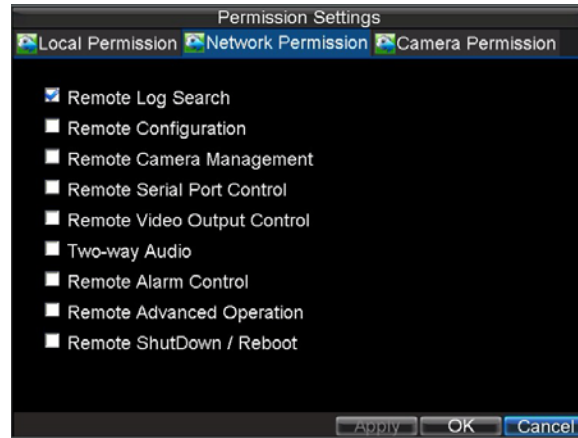 Permission Settings
Local Permission Network Permission Camera Permission
Remote Log Search
Remote Configuration
Remote Camera Management
Remote Serial Port Control
Remote Video Output Control
Two-way Audio
Remote Alarm Control
Remote Advanced Operation
Remote ShutDown / Reboot
Apply OK Cancel